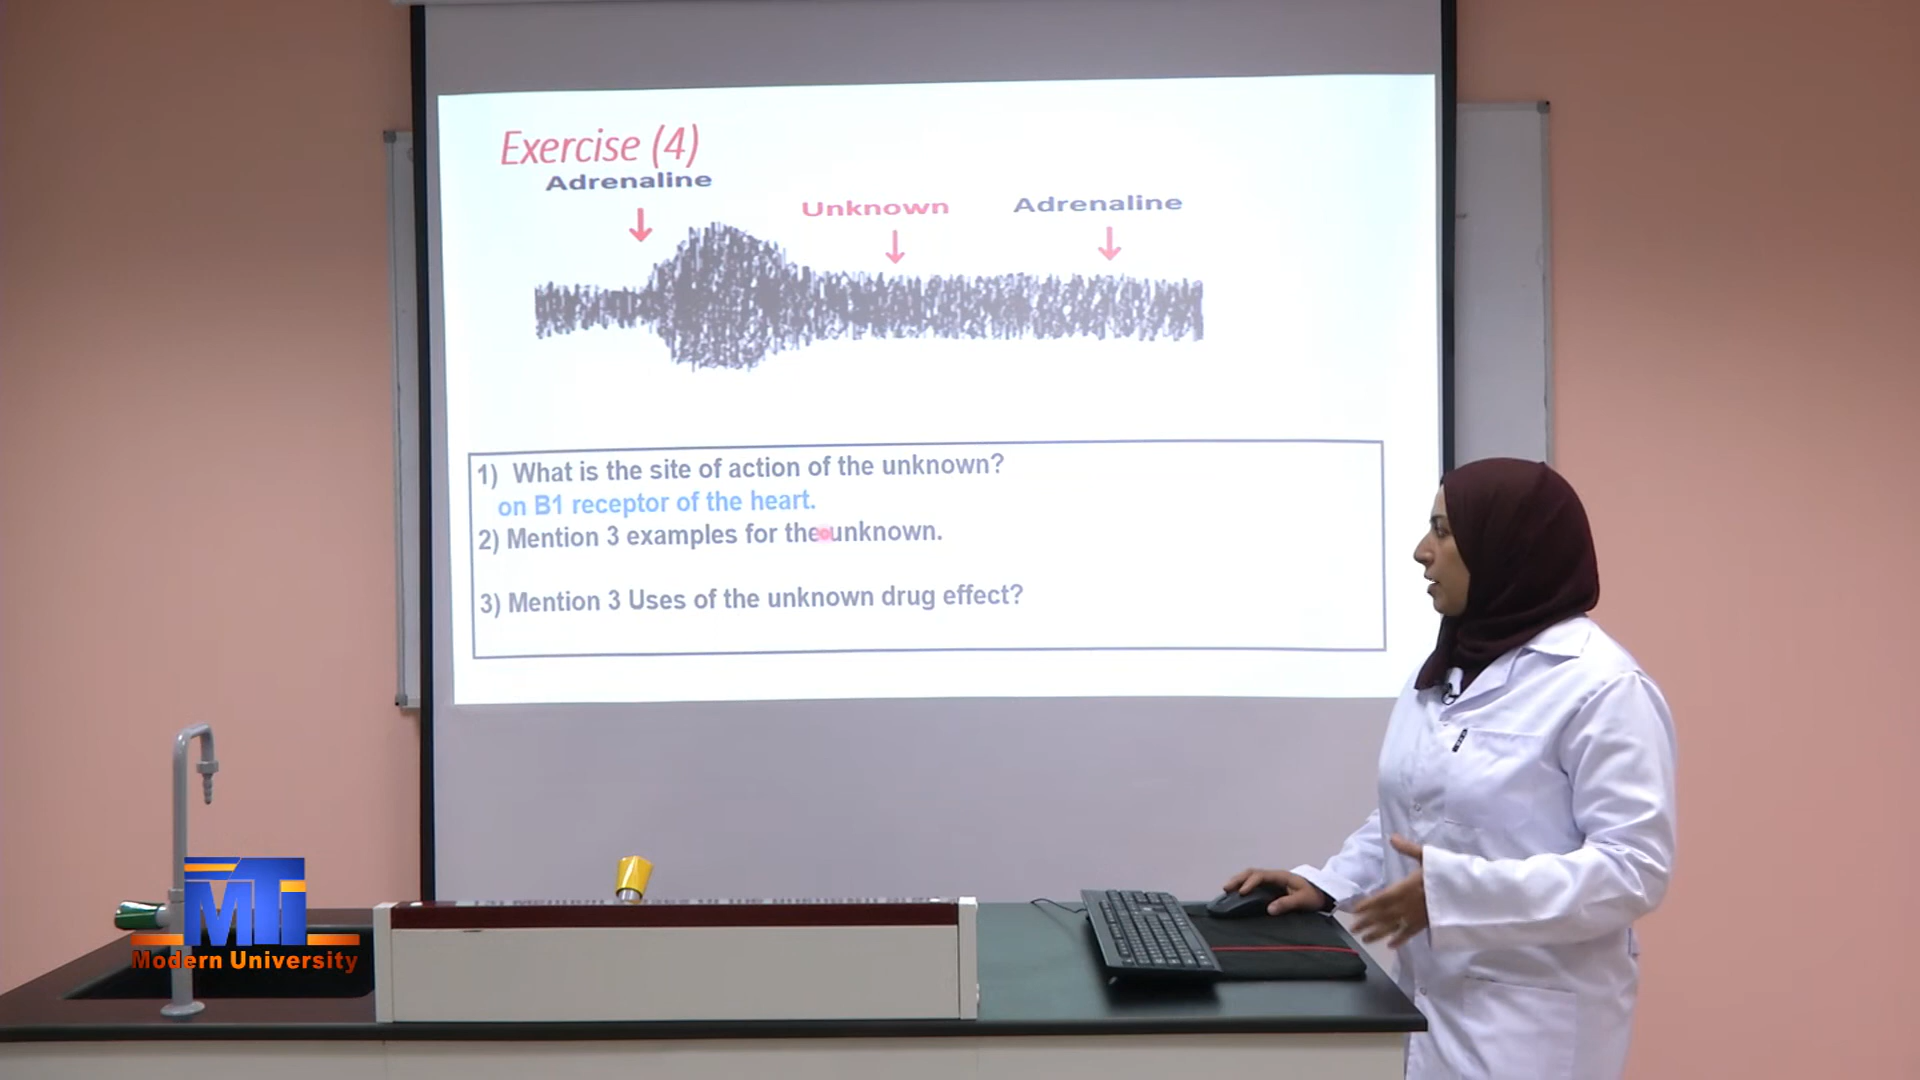 Exercise (4)
Adrenaline
Unknown
Adrenaline
1) What is the site of action of the unknown?
on B1 receptor of the heart.
2) Mention 3 examples for the unknown.
3) Mention 3 Uses of the unknown drug effect?
MTi
Modern University